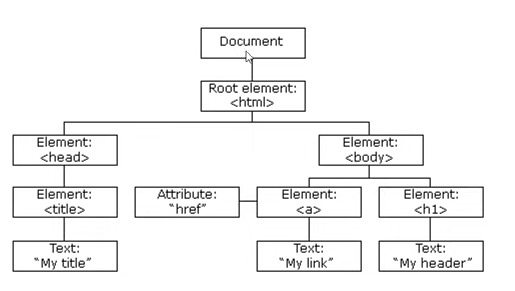 Document
Root element:
<html>
Element:
<head>
Element:
<body>
Element:
<title>
Attribute:
“href”
Element:
<a>
Element:
<h1>
Text:
“My title”
Text:
“My link”
Text:
“My header”